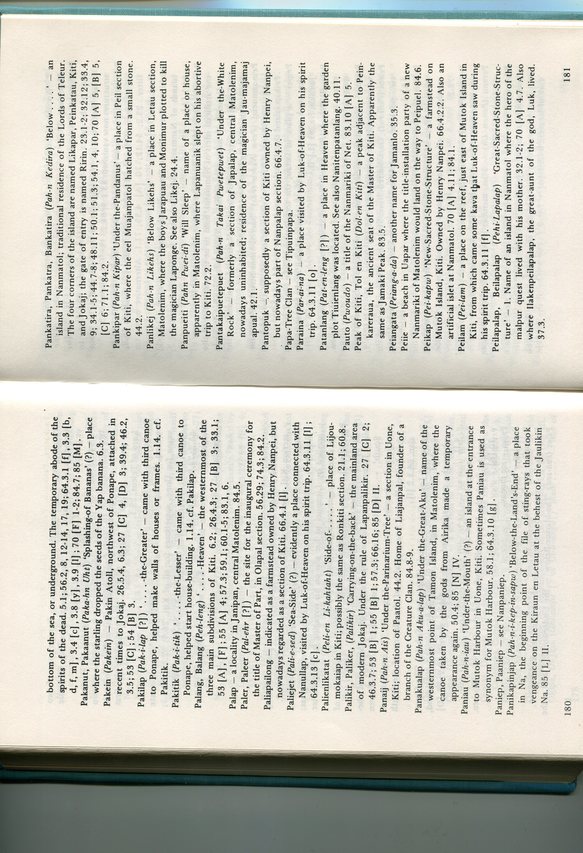 bottom of the sea, or underground. The temporary abode of the
spirits of the dead. 5.1; 56.2, 8, 12-14, 17, 19; 64.3.1 [f], 3.3 [b,
d, f, m], 3.4 [c], 3.8 [y], 3.9 [l]; 70 [F] 1-2; 84.7; 85 [M].
Pakanut, Pakaanut (Paka-hn Uht) 'Splashing-of Bananas' (?) – place
where the starling dropped the seeds of the Yap banana. 6.3.
Pakein (Pakein) – Pakin Atoll, northwest of Ponape, attached in
recent times to Jokaj. 26.5.4, 6.3; 27 [C] 4, [D] 3; 39.4; 46.2,
3.5; 53 [C]; 54 [B] 3.
Pakilap (Pak-i-lap [?]) '. . . .-the-Greater' – came with third canoe
to Ponape, helped make walls of houses or frames. 1.14. cf.
Pakitik.
Pakitik (Pak-i-tik) '. . . .-the-Lesser' – came with third canoe to
Ponape, helped start house-building. 1.14. cf. Pakilap.
Palang, Balang (Peh-leng) '. . . .-Heaven' – the westernmost of the
three main subdivisions of Kiti. 6.2; 26.4.3; 27 [B] 3; 33.1;
53 [A], [F]; 55 [A] 4; 57.3; 59.1; 60.1-5; 83.1, 6.
Palap – a locality in Janipan, central Matolenim. 84.5.
Paler, Paleer (Pal-ehr [?]) – the site for the inaugural ceremony for
the title of Master of Part, in Olapal section. 56.29; 74.3; 84.2.
Paliapailong – indicated as a farmstead owned by Henry Nanpei, but
nowadays regarded as a section of Kiti. 66.4.1 [l].
Paliejet (Pali-e-sed) 'Sea-Side' (?) – evidently a place connected with
Nanullap, visited by Luk-of-Heaven on his spirit trip. 64.3.11 [l];
64.3.13 [c].
Palienlikatat (Peli-en Li-kahtaht) 'Side-of- . . . .' – place of Lijou-
mokaiap in Kiti; possibly the same as Ronkiti section. 21.1; 60.8.
Palikir, Paliker, (Palikir) 'Carrying-on-the-back' – the mainland area
of modern Jokaj. Under the rule of Lapanpalikir. 27 [C] 2;
46.3.7; 53 [B] 1; 55 [B] 1; 57.3; 66.16; 85 [D] II.
Panaij (Pah-n Ais) 'Under the-Parinarium-Tree' – a section in Uone,
Kiti; location of Paatol. 44.2. Home of Liajanpal, founder of a
branch of the Creature Clan. 84.8-9.
Panakualap (Pah-n Aku-a-lap) 'Under the-Great-Aku' – name of the
westernmost point of Tamon Island, in Matolenim, where the
canoe taken by the gods from Airika made a temporary
appearance again. 50.4; 85 [N] IV.
Paniau (Pah-n-iau) 'Under-the-Mouth' (?) – an island at the entrance
to Mutok Harbour in Uone, Kiti. Sometimes Paniau is used as
synonym for Mutok Harbour. 58.1; 64.3.10 [g].
Paniep, Paaniep – see Nanpaniep.
Panikapinjap (Pah-n-i-kep-in-sapw) 'Below-the-Land's-End' – a place
in Na, the beginning point of the file of sting-rays that took
vengeance on the Kiraun en Letau at the behest of the Jaulikin
Na. 85 [L] II.
180
Pankatira, Pankatra, Bankatira (Pah-n Kedira) 'Below . . . .' – an
island in Nanmatol; traditional residence of the Lords of Teleur.
The four corners of the island are named Likapar, Peinkatau, Kiti,
and Jokaj; the gate of entry is named Ririn. 23.1-2; 32.12; 33.4,
9; 34.1-5; 44.7-8; 48.11; 50.1; 51.3; 54.1, 4, 10; 70 [A] 5, [B] 5,
[C] 6; 71.1; 84.2.
Pankipar (Pah-n Kipar) 'Under the-Pandanus' – a place in Peil section
of Kiti, where the eel Muajanpatol hatched from a small stone.
44.2.
Panlikej (Pah-n Likehs) 'Below Likehs' – a place in Letau section,
Matolenim, where the boys Jarapuau and Monimur plotted to kill
the magician Laponge. See also Likej. 24.4.
Panpueiti (Pahn Pwei-di) 'Will Sleep' – name of a place or house,
apparently in Matolenim, where Lapanuanik slept on his abortive
trip to Kiti. 72.2.
Pantakaipuetepuet (Pah-n Takai Pwetepwet) 'Under the-White
Rock' – formerly a section of Japalap, central Matolenim,
nowadays uninhabited; residence of the magician Jau-majamaj
apual. 42.1.
Pantopuk – supposedly a section of Kiti owned by Henry Nanpei,
but nowadays part of Nanpalap section. 66.4.7.
Papa-Tree Clan – see Tipuinpapa.
Paraina (Par-ai-na) – a place visited by Luk-of-Heaven on his spirit
trip. 64.3.11 [o].
Patanlang (Pat-en-leng [?]) – a place in Heaven where the garden
plot Tiuienlang was located. See also Nanitenpatanlang. 40.11.
Pauto (Pwoudo) – a title of the Nanmariki of Net. 83.10 [A] 5.
Peak of Kiti, Tol en Kiti (Dol-en Kiti) – a peak adjacent to Pein-
kareraua, the ancient seat of the Master of Kiti. Apparently the
same as Jamaki Peak. 83.5.
Peiangata (Peiang-a-da) – another name for Jamanlo. 35.3.
Peiie – a beach in Uapar where the title-installation party of a new
Nanmariki of Matolenim would land on the way to Peipuel. 84.6.
Peikap (Pei-kapw) 'New-Sacred-Stone-Structure' – a farmstead on
Mutok Island, Kiti. Owned by Henry Nanpei. 66.4.2.2. Also an
artificial islet at Nanmatol. 70 [A] 4.11; 84.1.
Peilam (Pei-lam) – a place on the reef, just east of Mutok Island in
Kiti, from which came some kava that Luk-of-Heaven saw during
his spirit trip. 64.3.11 [f].
Peilapalap, Beilapalap (Pehi-Lapalap) 'Great-Sacred-Stone-Struc-
ture' – 1. Name of an island in Nanmatol where the hero of the
malpur quest lived with his mother. 32.1-2; 70 [A] 4.7. Also
where Ilakenpeilapalap, the great-aunt of the god, Luk, lived.
37.3.
181